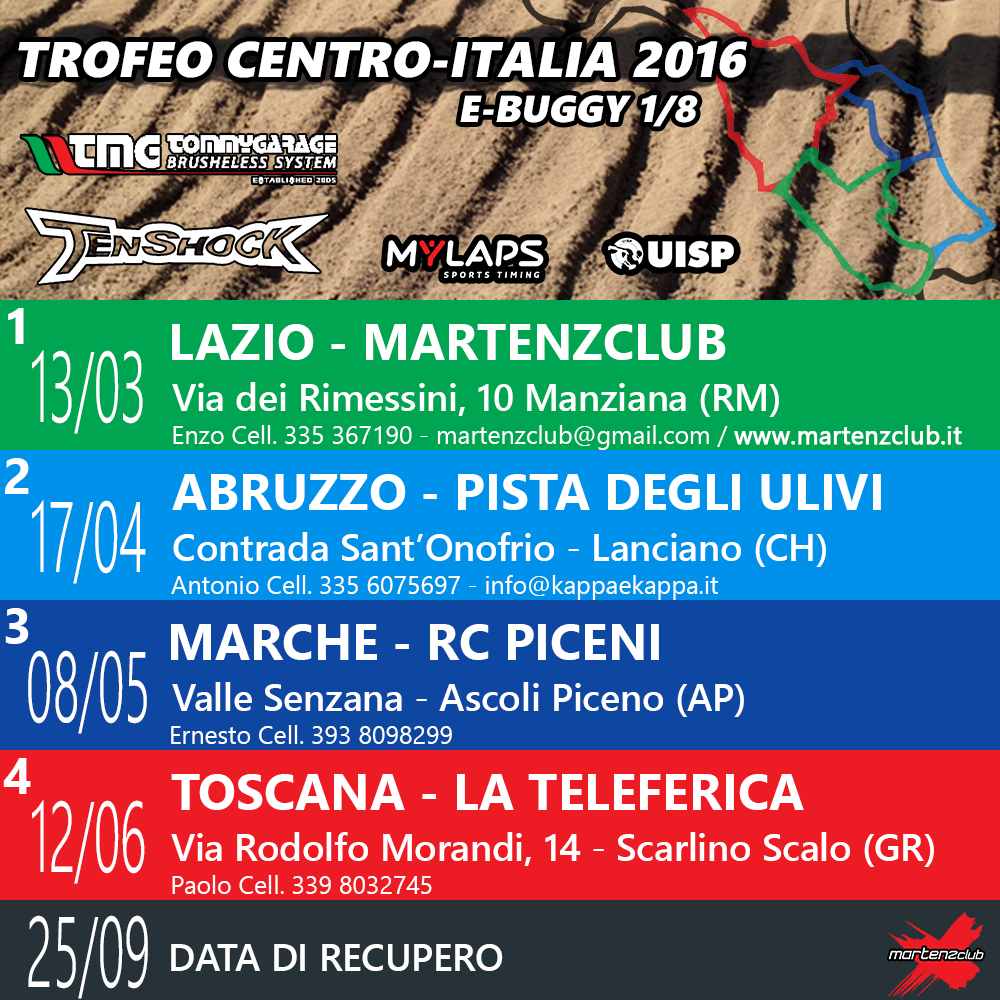 TROFEO CENTRO-ITALIA 2016
E-BUGGY 1/8
TMG TOMMYGARAGE
BRUSHELESS SYSTEM
ESTABLISHED 2005
TENSHOCK
MYLAPS
SPORTS TIMING
UISP
1
13/03
LAZIO - MARTENZCLUB
Via dei Rimessini, 10 Manziana (RM)
Enzo Cell. 335 367190 - martenzclub@gmail.com / www.martenzclub.it
2
17/04
ABRUZZO - PISTA DEGLI ULIVI
Contrada Sant’Onofrio - Lanciano (CH)
Antonio Cell. 335 6075697 - info@kappaekappa.it
3
08/05
MARCHE - RC PICENI
Valle Senzana - Ascoli Piceno (AP)
Ernesto Cell. 393 8098299
4
12/06
TOSCANA - LA TELEFERICA
Via Rodolfo Morandi, 14 - Scarlino Scalo (GR)
Paolo Cell. 339 8032745
25/09
DATA DI RECUPERO
martenzclub